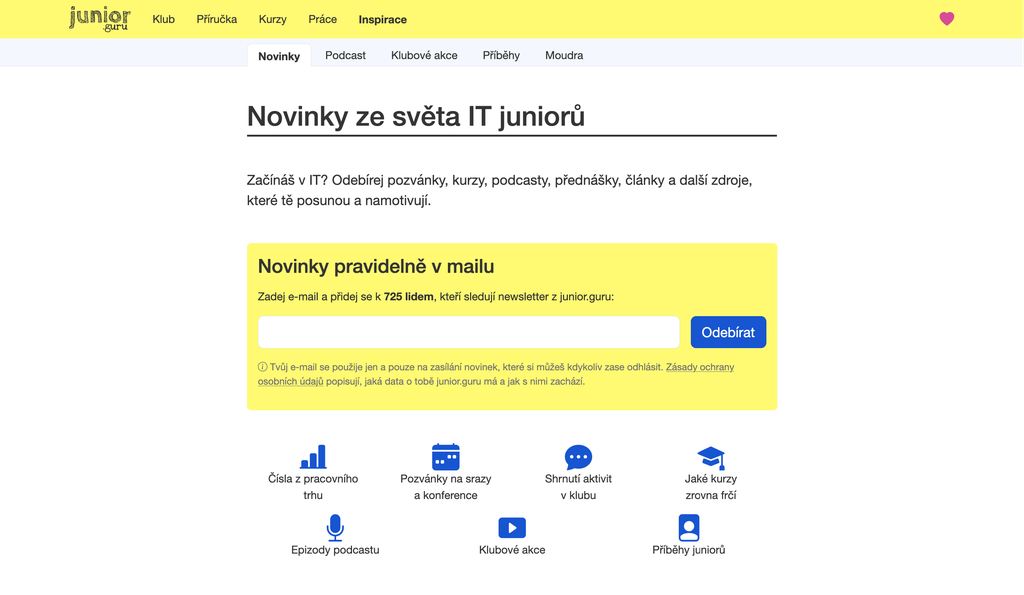 junior
.guru
Klub Příručka Kurzy Práce Inspirace
Novinky Podcast Klubové akce Příběhy Moudra
Novinky ze světa IT juniorů
Začínáš v IT? Odebírej pozvánky, kurzy, podcasty, přednášky, články a další zdroje,
které tě posunou a namotivují.
Novinky pravidelně v mailu
Zadej e-mail a přidej se k 725 lidem, kteří sledují newsletter z junior.guru:
Odebírat
Tvůj e-mail se použije jen a pouze na zasílání novinek, které si můžeš kdykoliv zase odhlásit. Zásady ochrany
osobních údajů popisují, jaká data o tobě junior.guru má a jak s nimi zachází.
Čísla z pracovního
trhu
Pozvánky na srazy
a konference
Shrnutí aktivit
v klubu
Jaké kurzy
zrovna frčí
Epizody podcastu
Klubové akce
Příběhy juniorů